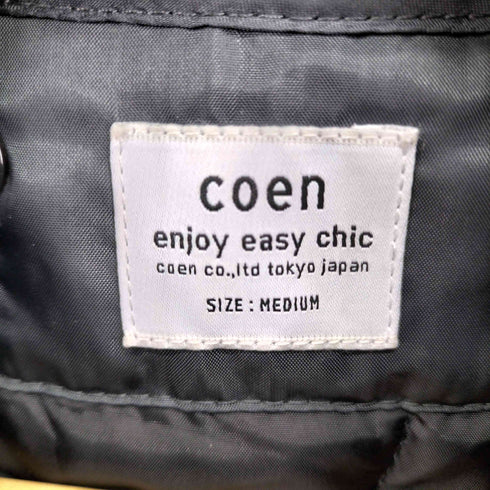 coen
enjoy easy chic
coen co.,ltd tokyo japan
SIZE : MEDIUM